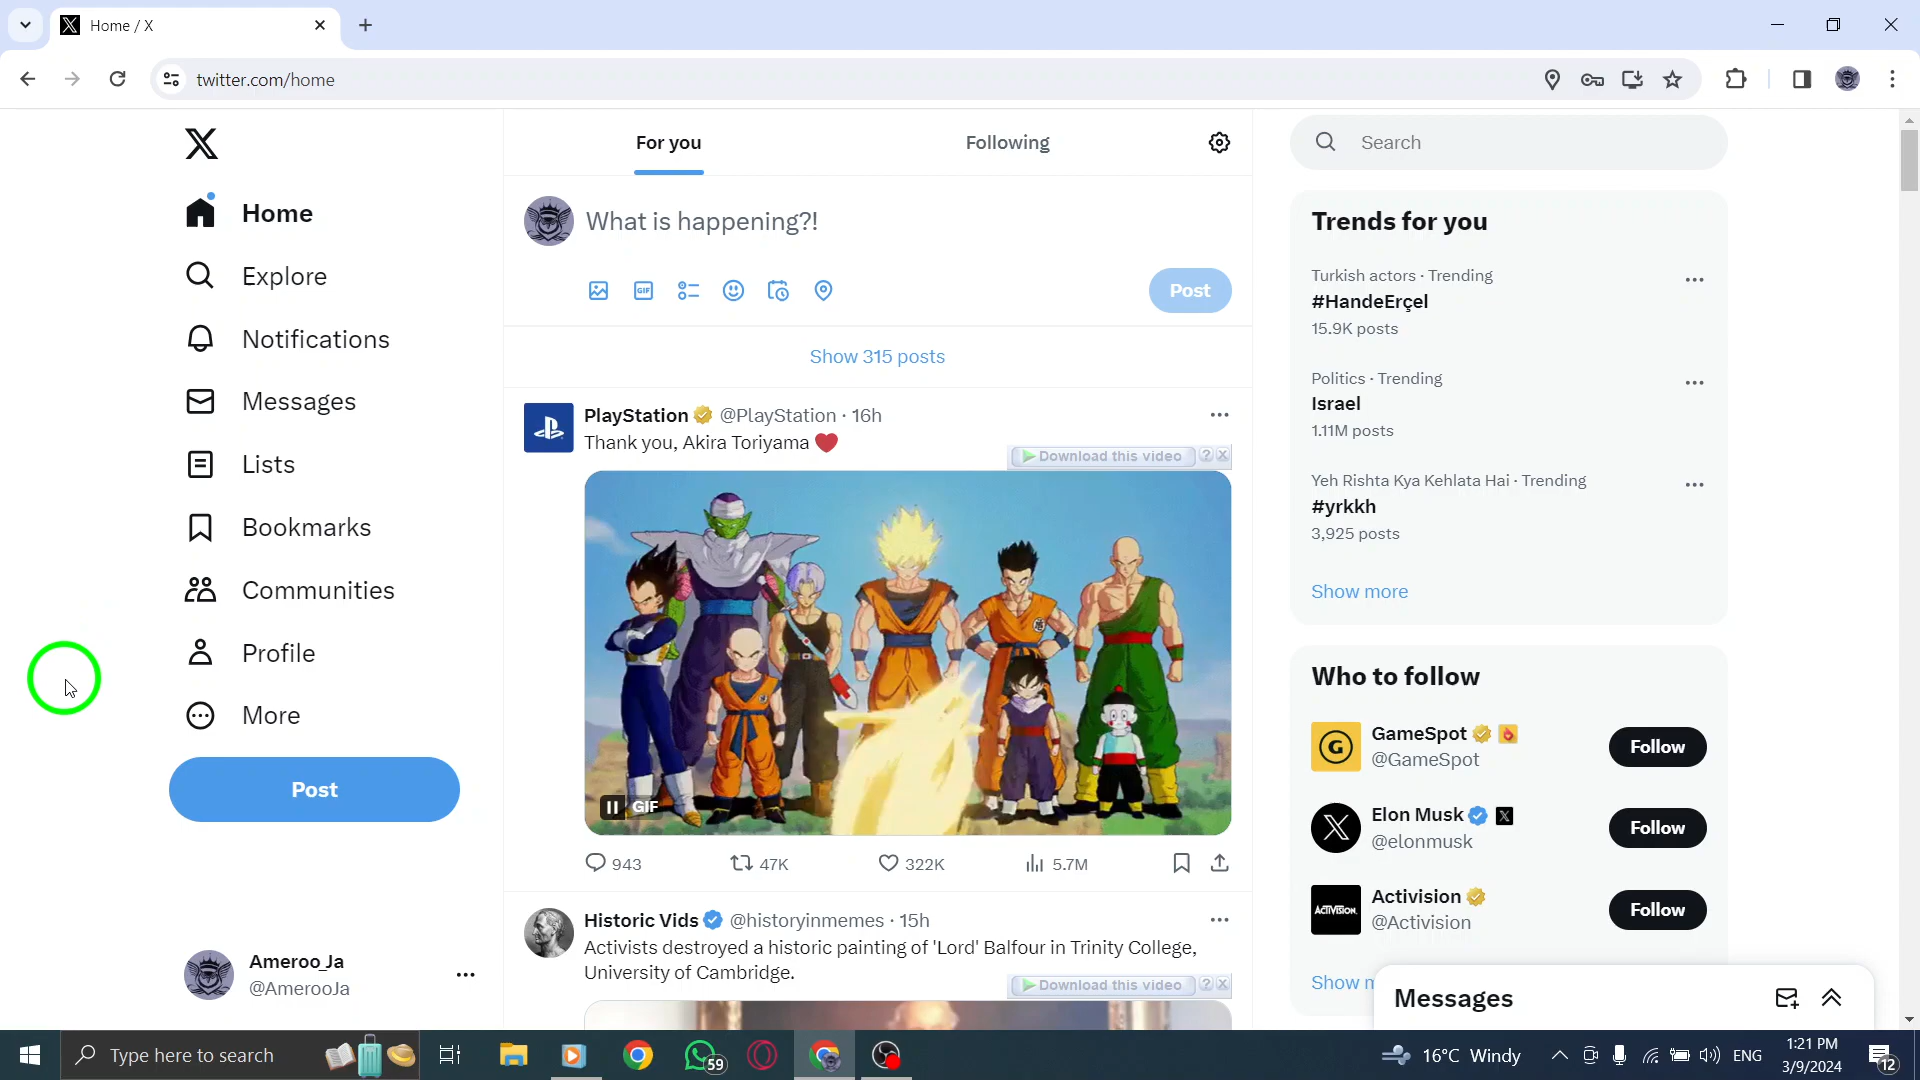 Home / X
twitter.com/home
Home
Explore
Notifications
Messages
Lists
Bookmarks
Communities
Profile
More
Post
Ameroo_Ja
@AmerooJa
For you
Following
What is happening?!
GIF
Post
Show 315 posts
PlayStation @PlayStation · 16h
Thank you, Akira Toriyama ❤️
Download this video ? X
GIF
943
47K
322K
5.7M
Historic Vids @historyinmemes · 15h
Activists destroyed a historic painting of 'Lord' Balfour in Trinity College,
University of Cambridge.
Download this video ? X
Search
Trends for you
Turkish actors · Trending
#HandeErçel
15.9K posts
Politics · Trending
Israel
1.11M posts
Yeh Rishta Kya Kehlata Hai · Trending
#yrkkh
3,925 posts
Show more
Who to follow
GameSpot
@GameSpot
Follow
Elon Musk
@elonmusk
Follow
ACTIVISION
Activision
@Activision
Follow
Show m
Messages
Type here to search
59
16°C Windy
ENG
1:21 PM
3/9/2024
12